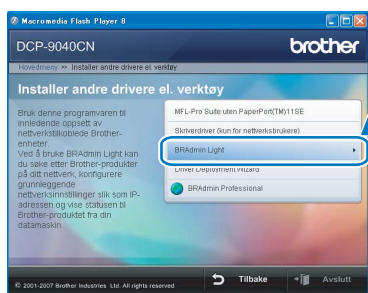 Macromedia Flash Player 8
DCP-9040CN
brother
Hovedmeny >> Installer andre drivere el. verktøy
Installer andre drivere el. verktøy
Bruk denne programvaren til
innledende oppsett av
nettverkstilkoblede Brother-
enheter.
Ved å bruke BRAdmin Light kan
du søke etter Brother-produkter
på ditt nettverk, konfigurere
grunnleggende
nettverksinnstillinger slik som IP-
adressen og vise statusen til
Brother-produktet fra din
datamaskin.
MFL-Pro Suite uten PaperPort(TM)11SE
Skriverdriver (kun for nettverksbrukere)
BRAdmin Light
Driver Deployment Wizard
BRAdmin Professional
© 2001-2007 Brother Industries Ltd. All rights reserved
Tilbake
Avslutt